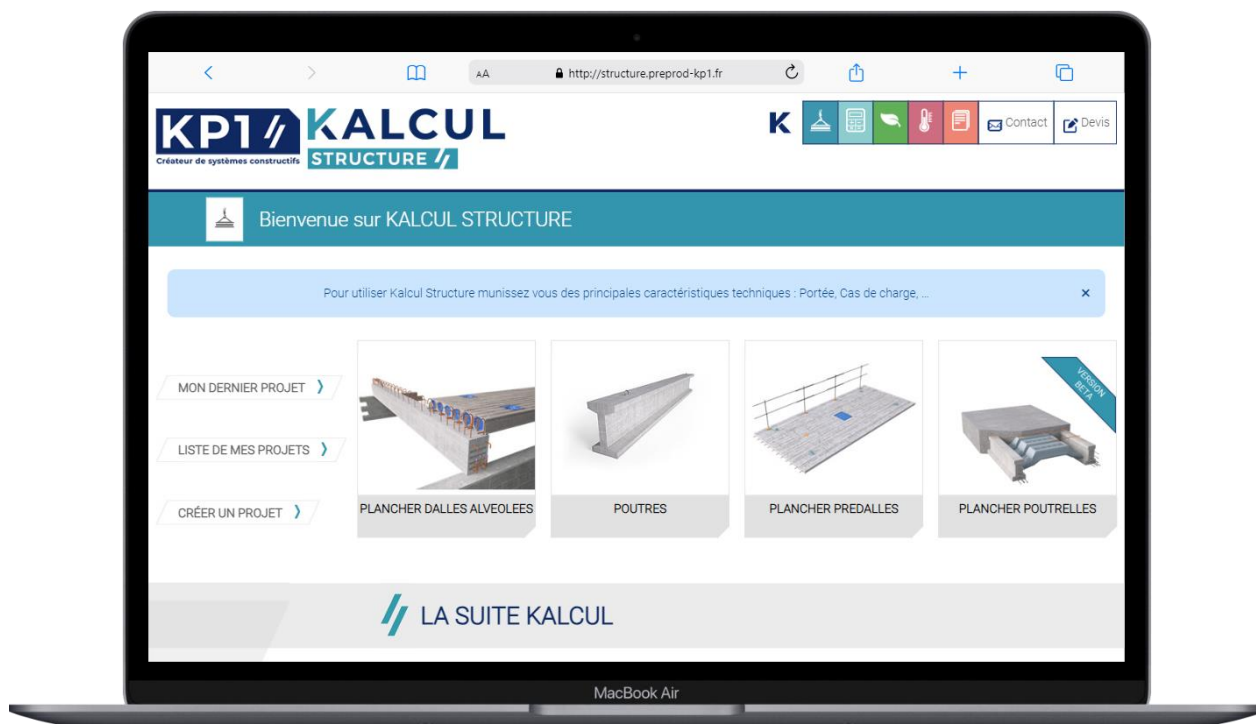 AA
http://structure.preprod-kp1.fr
KP1
Créateur de systèmes constructifs
KALCUL
STRUCTURE
K
Contact
Devis
Bienvenue sur KALCUL STRUCTURE
Pour utiliser Kalcul Structure munissez vous des principales caractéristiques techniques : Portée, Cas de charge, ...
MON DERNIER PROJET
LISTE DE MES PROJETS
CRÉER UN PROJET
VERSION
BETA
PLANCHER DALLES ALVEOLEES
POUTRES
PLANCHER PREDALLES
PLANCHER POUTRELLES
LA SUITE KALCUL
MacBook Air